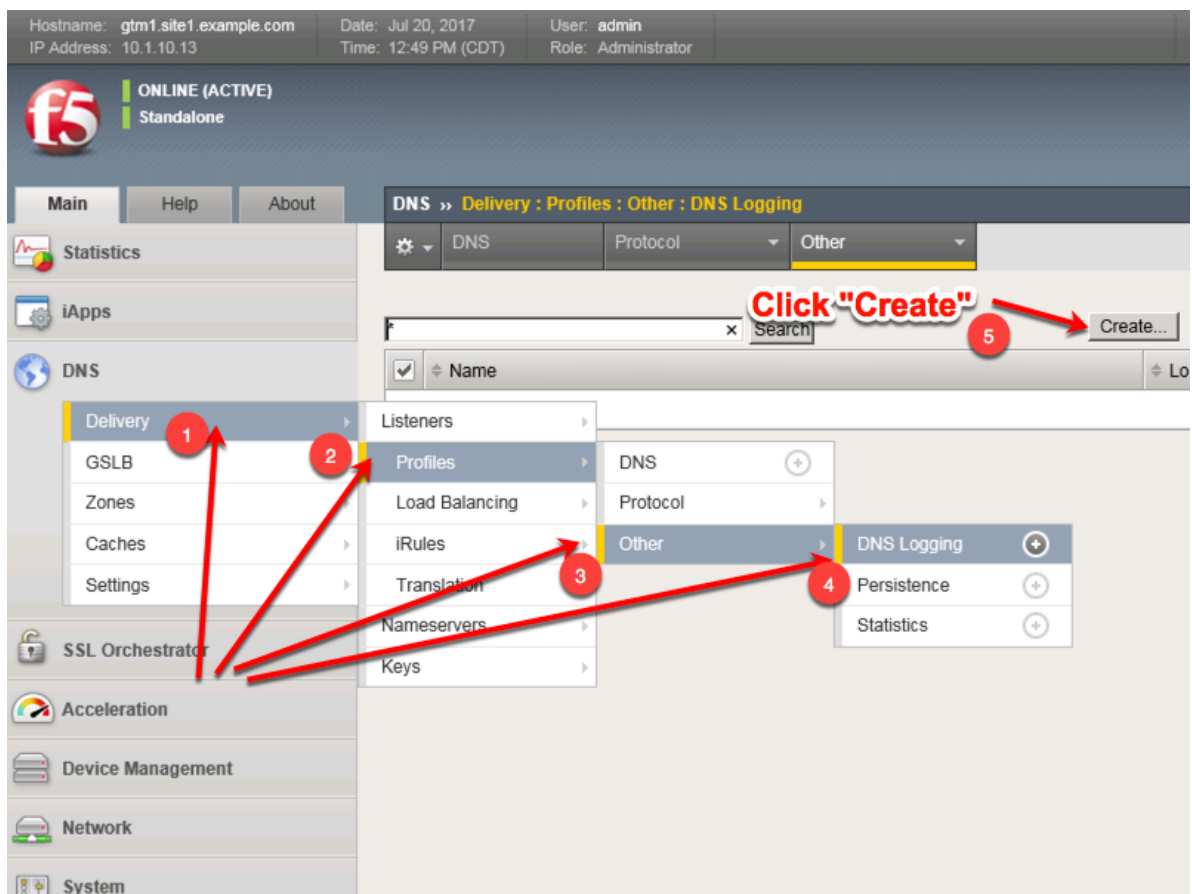 Hostname: gtm1.site1.example.com Date: Jul 20, 2017 User: admin
IP Address: 10.1.10.13 Time: 12:49 PM (CDT) Role: Administrator
f5
ONLINE (ACTIVE)
Standalone
Main Help About
DNS ›› Delivery : Profiles : Other : DNS Logging
DNS Protocol Other
Statistics
iApps
Click "Create"
* × Search 5 Create...
DNS
Name Lo
Delivery 1 Listeners
GSLB 2 Profiles DNS
Zones Load Balancing Protocol
Caches iRules Other DNS Logging
Settings Translation 3 4 Persistence
Nameservers Statistics
SSL Orchestrator
Keys
Acceleration
Device Management
Network
System